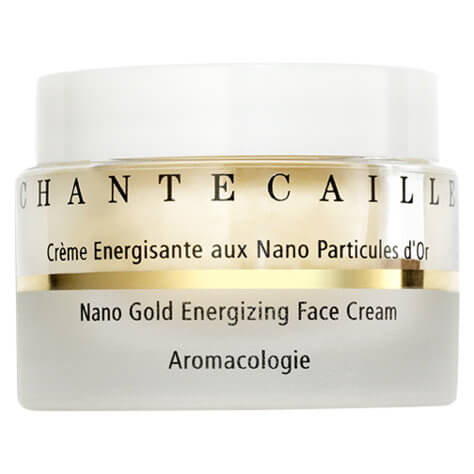 CHANTECAILLE
Crème Energisante aux Nano Particules d'Or
Nano Gold Energizing Face Cream
Aromacologie